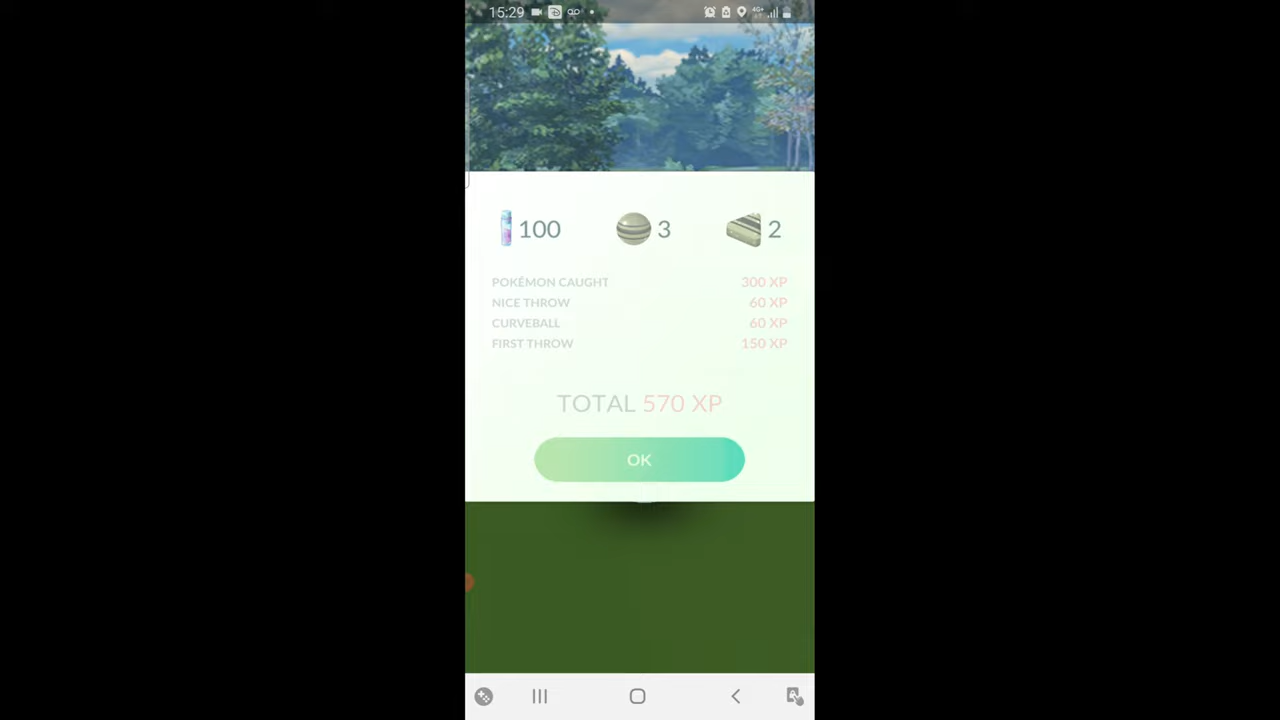 15:29
4G+
100 3 2
POKÉMON CAUGHT 300 XP
NICE THROW 60 XP
CURVEBALL 60 XP
FIRST THROW 150 XP
TOTAL 570 XP
OK